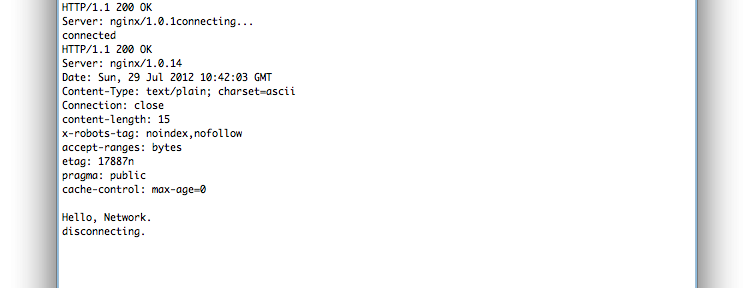 HTTP/1.1 200 OK
Server: nginx/1.0.1connecting...
connected
HTTP/1.1 200 OK
Server: nginx/1.0.14
Date: Sun, 29 Jul 2012 10:42:03 GMT
Content-Type: text/plain; charset=ascii
Connection: close
content-length: 15
x-robots-tag: noindex,nofollow
accept-ranges: bytes
etag: 17887n
pragma: public
cache-control: max-age=0

Hello, Network.
disconnecting.